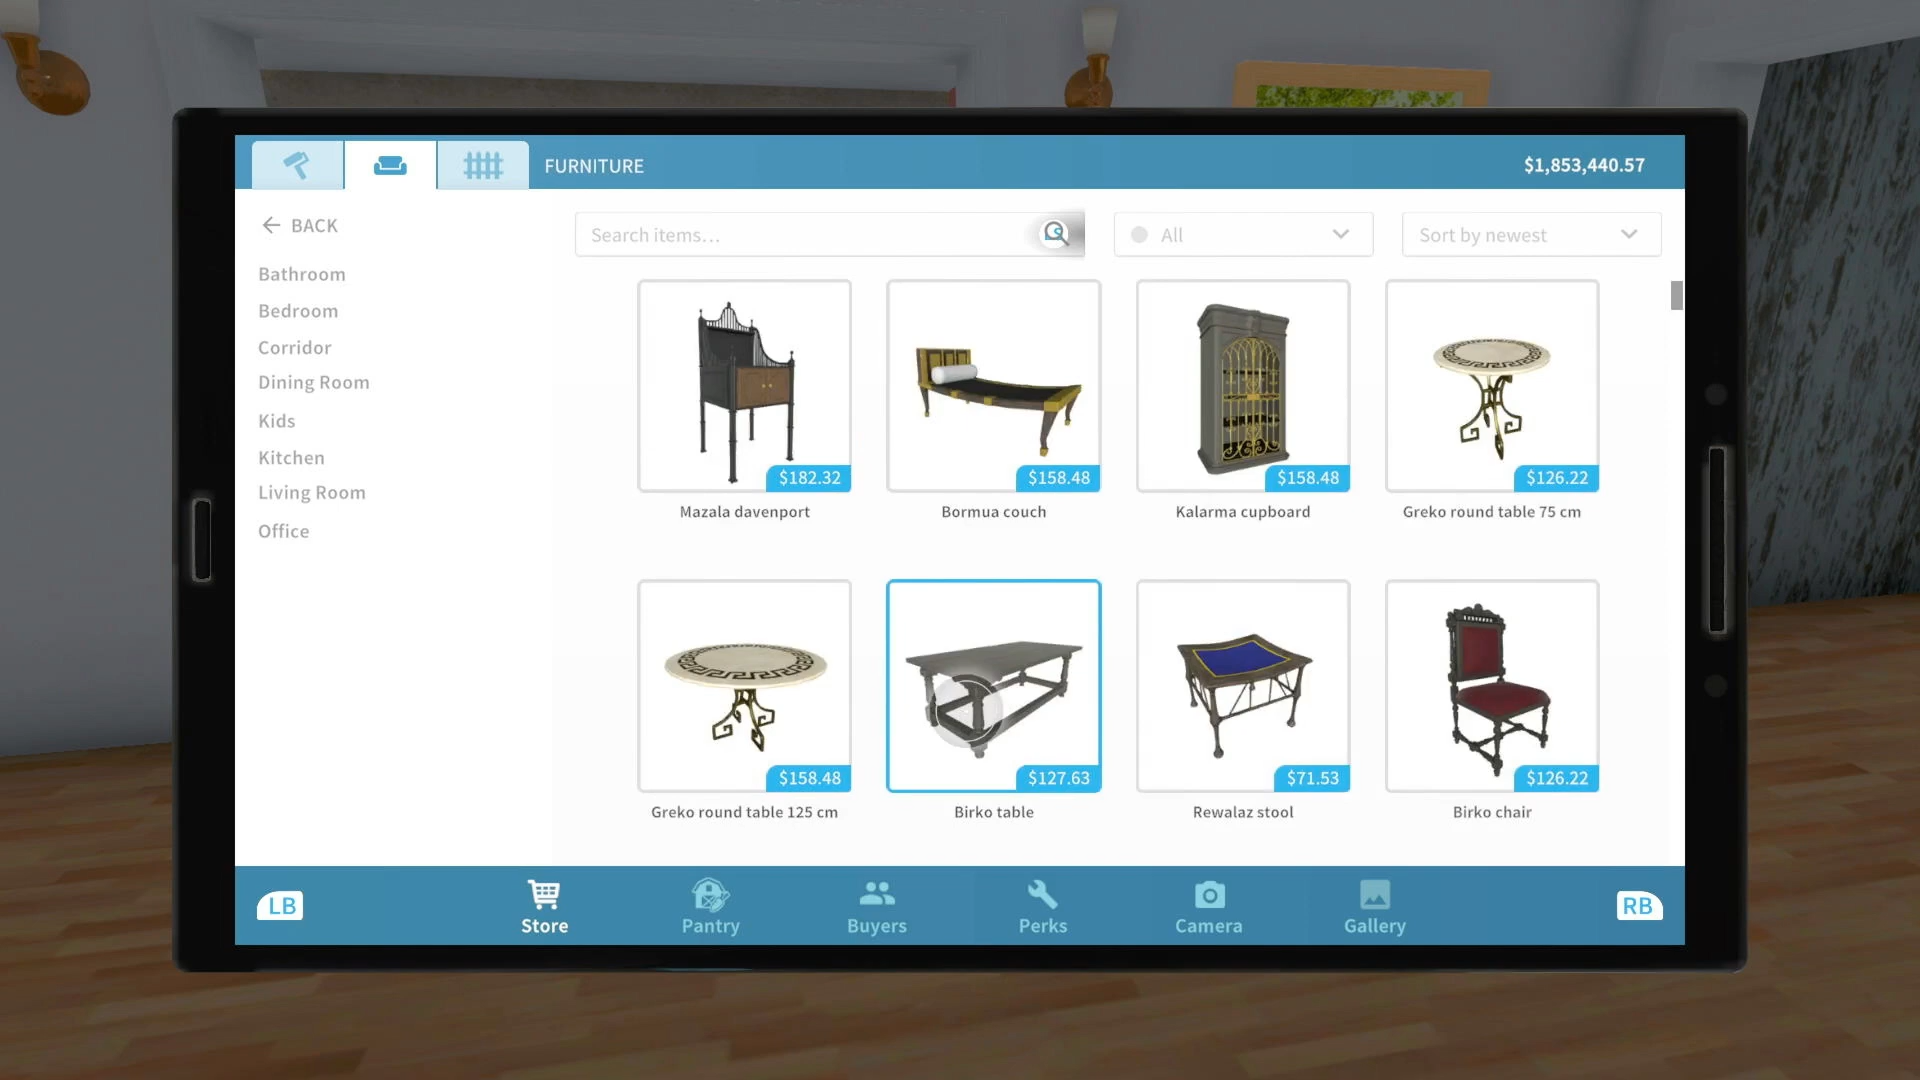 FURNITURE
$1,853,440.57
BACK
Search items...
All
Sort by newest
Bathroom
Bedroom
Corridor
Dining Room
Kids
Kitchen
Living Room
Office
$182.32
$158.48
$158.48
$126.22
Mazala davenport
Bormua couch
Kalarma cupboard
Greko round table 75 cm
$158.48
$127.63
$71.53
$126.22
Greko round table 125 cm
Birko table
Rewalaz stool
Birko chair
LB
Store
Pantry
Buyers
Perks
Camera
Gallery
RB